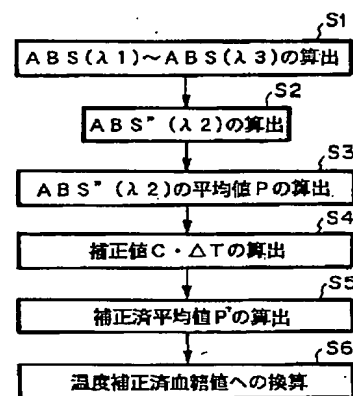 S1
ABS(λ1)~ABS(λ3)の算出
S2
ABS"(λ2)の算出
S3
ABS"(λ2)の平均値Pの算出
S4
補正値C・△Tの算出
S5
補正済平均値P'の算出
S6
温度補正済血糖値への換算